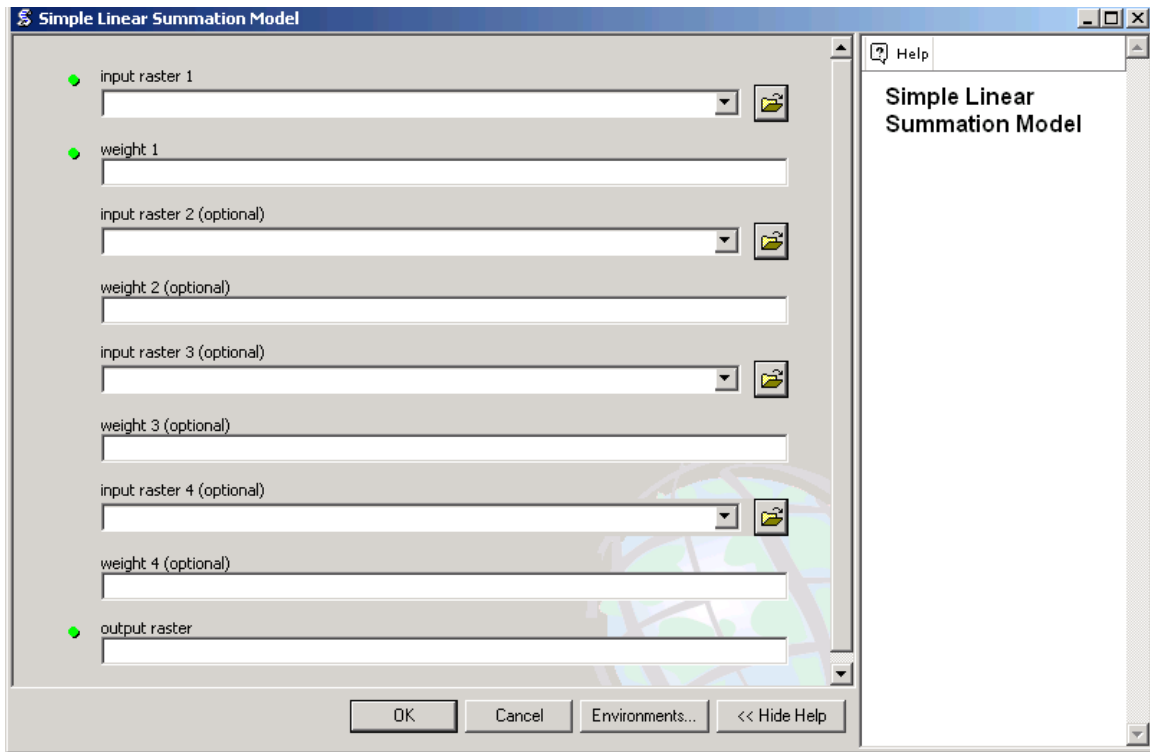 Simple Linear Summation Model
input raster 1
weight 1
input raster 2 (optional)
weight 2 (optional)
input raster 3 (optional)
weight 3 (optional)
input raster 4 (optional)
weight 4 (optional)
output raster
OK
Cancel
Environments...
<< Hide Help
Help
Simple Linear
Summation Model